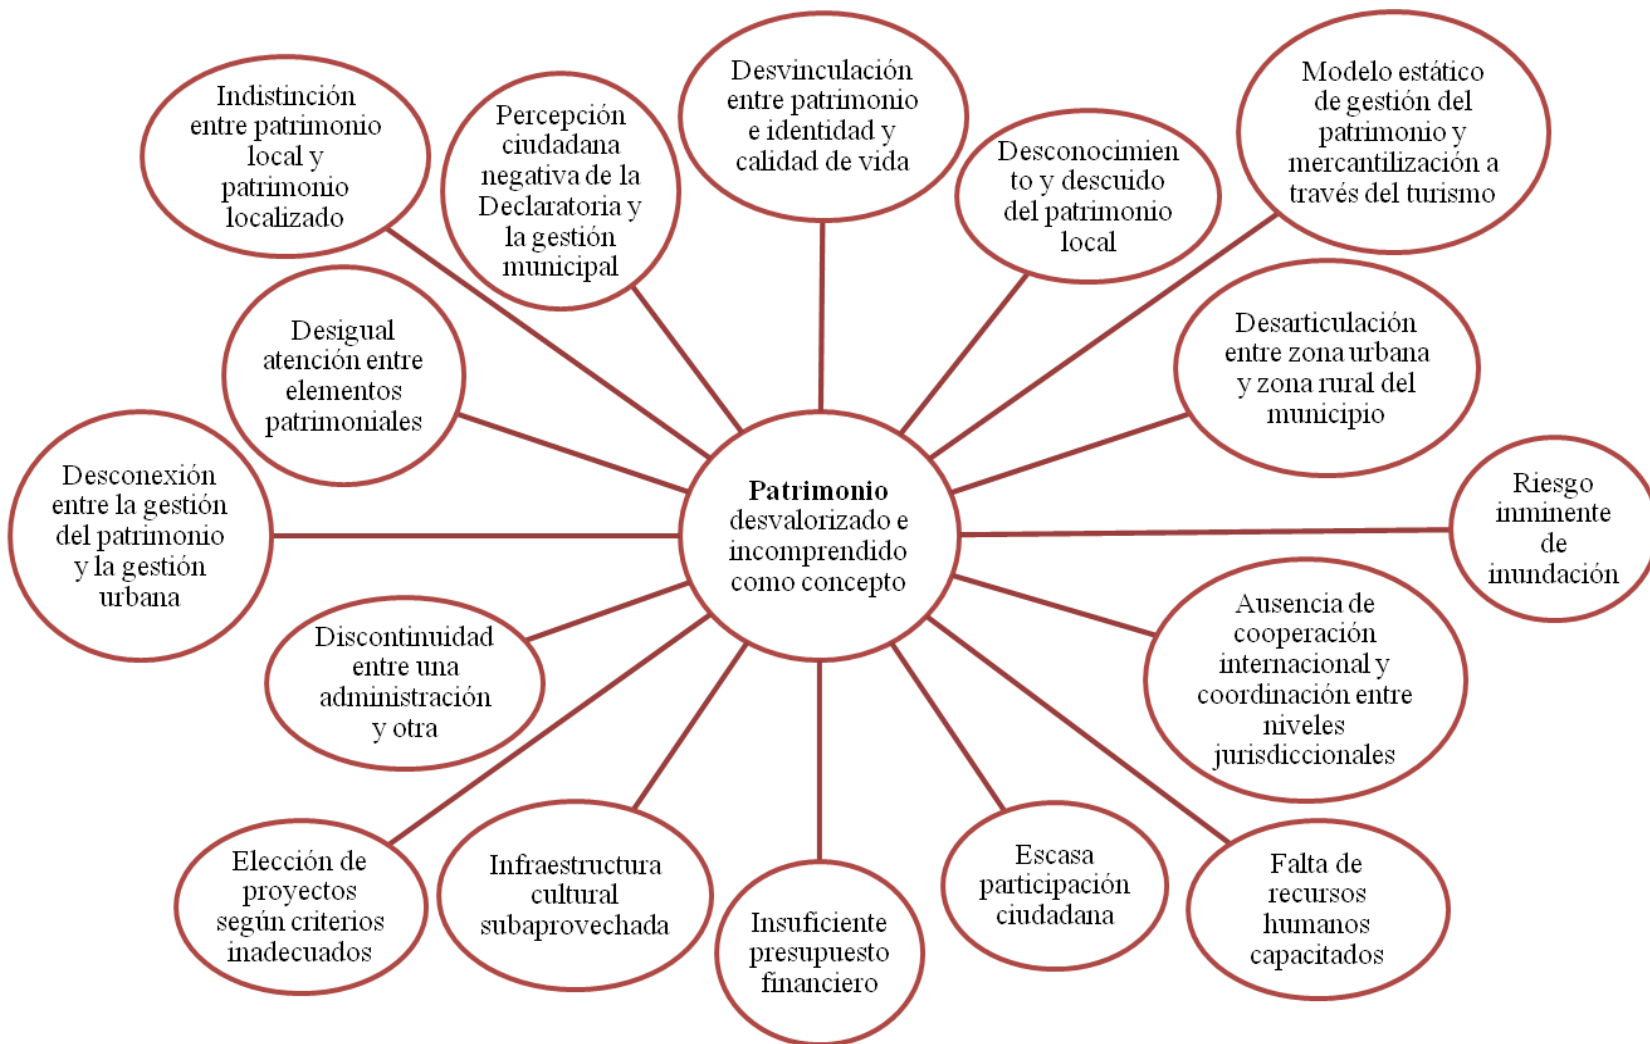 Indistinción
entre patrimonio
local y
patrimonio
localizado
Percepción
ciudadana
negativa de la
Declaratoria y
la gestión
municipal
Desvinculación
entre patrimonio
e identidad y
calidad de vida
Desconocimien
to y descuido
del patrimonio
local
Modelo estático
de gestión del
patrimonio y
mercantilización a
través del turismo
Desigual
atención entre
elementos
patrimoniales
Desarticulación
entre zona urbana
y zona rural del
municipio
Desconexión
entre la gestión
del patrimonio
y la gestión
urbana
Patrimonio
desvalorizado e
incomprendido
como concepto
Riesgo
inminente
de
inundación
Discontinuidad
entre una
administración
y otra
Ausencia de
cooperación
internacional y
coordinación entre
niveles
jurisdiccionales
Elección de
proyectos
según criterios
inadecuados
Infraestructura
cultural
subaprovechada
Insuficiente
presupuesto
financiero
Escasa
participación
ciudadana
Falta de
recursos
humanos
capacitados